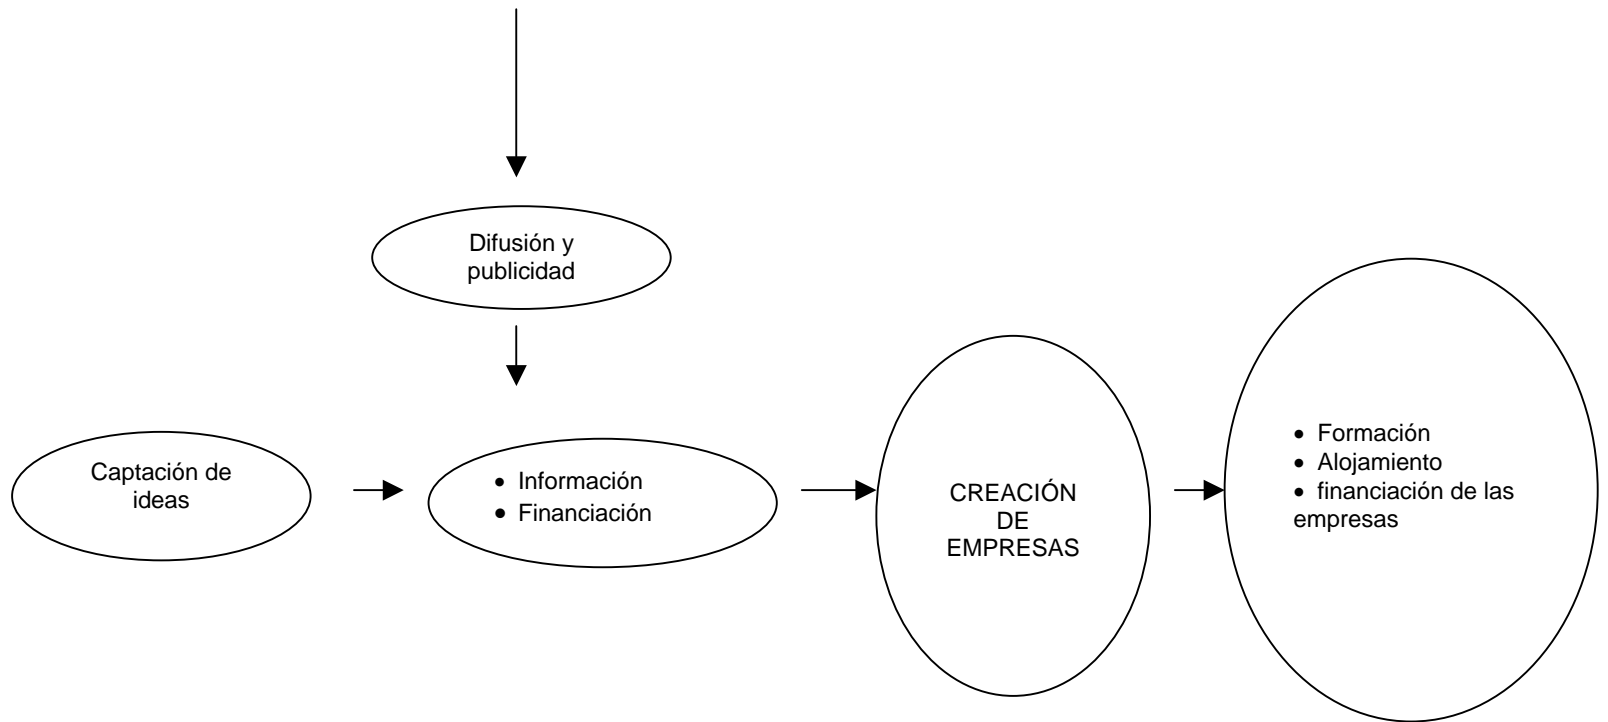 Difusión y
publicidad
Captación de
ideas
• Información
• Financiación
CREACIÓN
DE
EMPRESAS
• Formación
• Alojamiento
• financiación de las
empresas